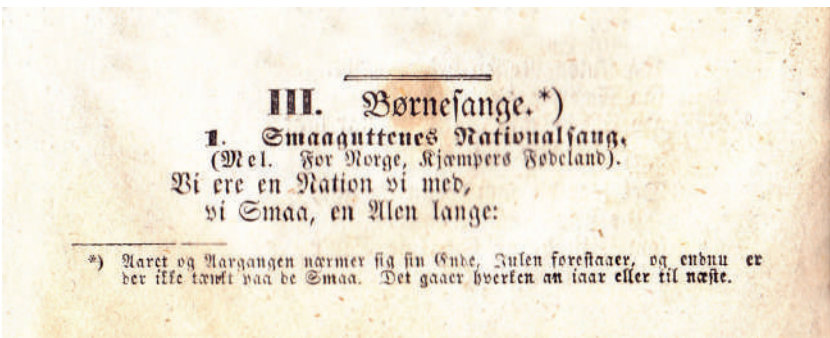 III. Børnesange.*)
1. Smaaguttenes Nationalsang.
(Mel. For Norge, Kjæmpers Fødeland).
Vi ere en Nation vi med,
vi Smaa, en Alen lange:
*) Aaret og Aargangen nærmer sig sin Ende, Julen forestaaer, og endnu er
der ikke tænkt paa de Smaa. Det gaaer hverken an iaar eller til næste.